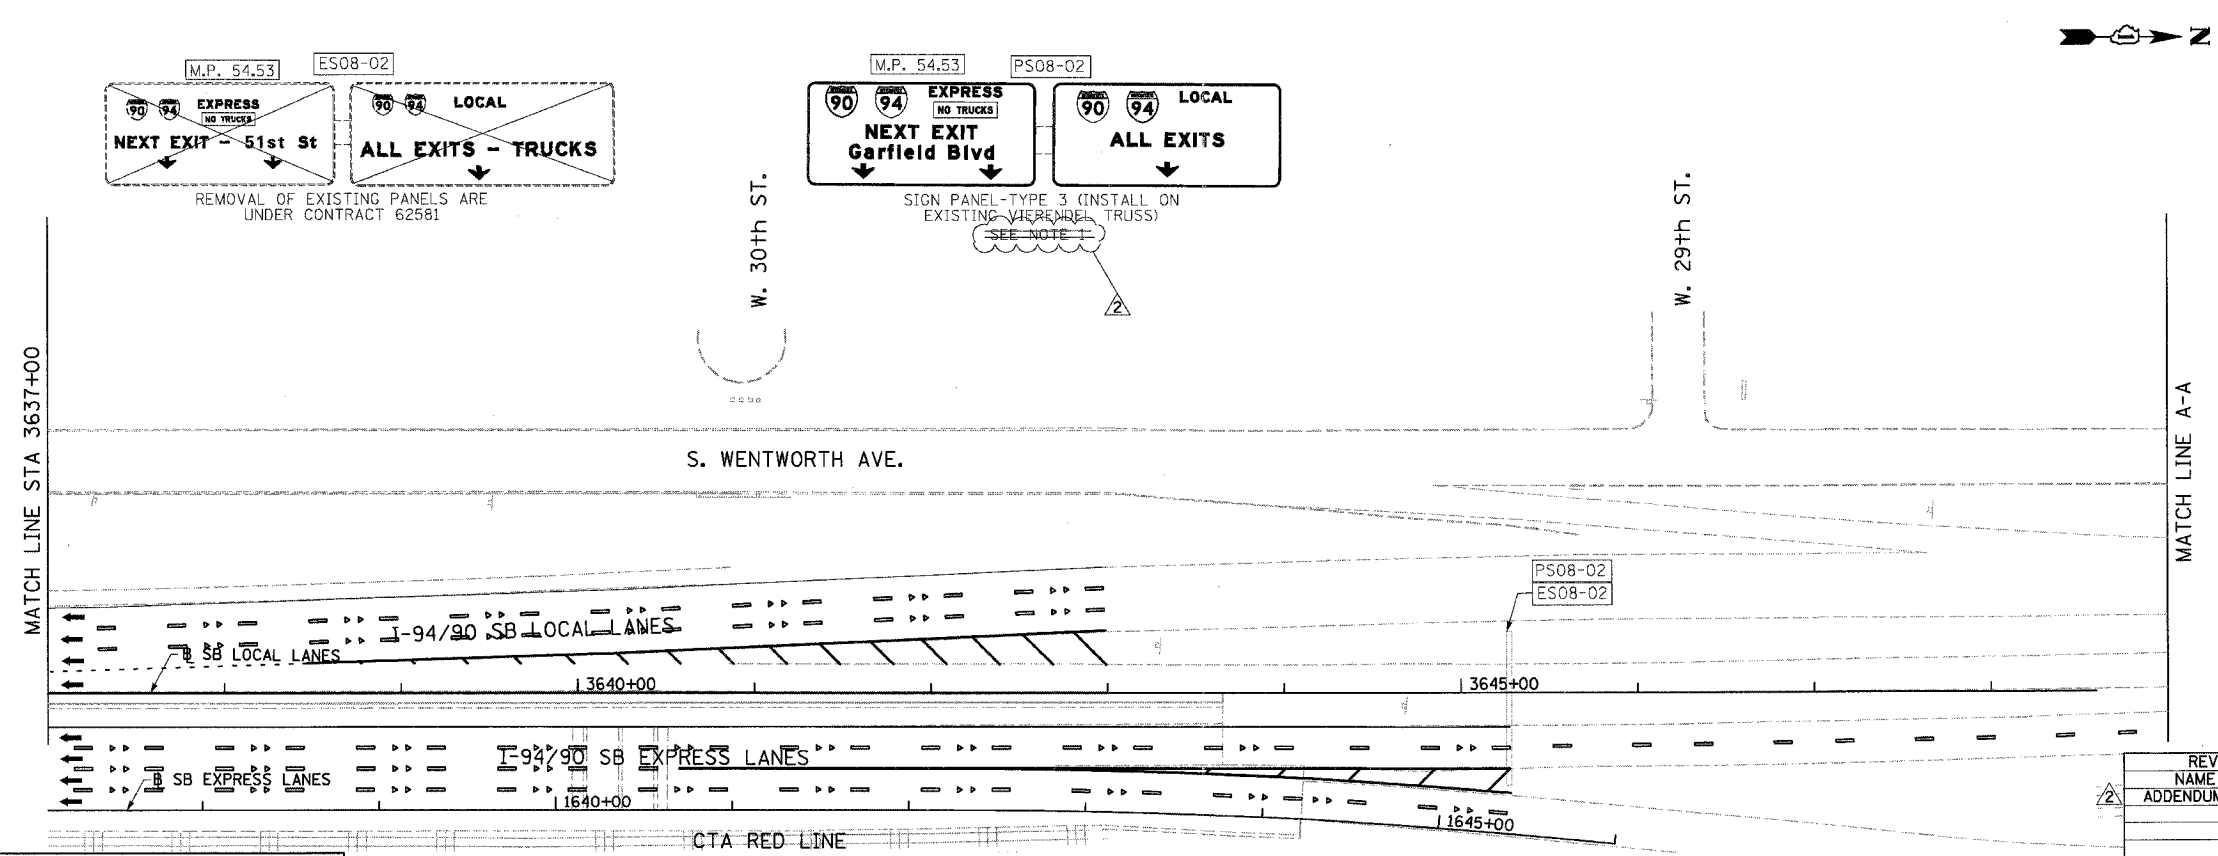 N
M.P. 54.53
ES08-02
90 94 EXPRESS
NO TRUCKS
NEXT EXIT - 51st St
90 94 LOCAL
ALL EXITS - TRUCKS
REMOVAL OF EXISTING PANELS ARE
UNDER CONTRACT 62581
M.P. 54.53
PS08-02
90 94 EXPRESS
NO TRUCKS
NEXT EXIT
Garfield Blvd
90 94 LOCAL
ALL EXITS
SIGN PANEL-TYPE 3 (INSTALL ON
EXISTING VIERENDEL TRUSS)
SEE NOTE 1
2
W. 30th ST.
W. 29th ST.
MATCH LINE STA 3637+00
MATCH LINE A-A
S. WENTWORTH AVE.
PS08-02
ES08-02
I-94/90 SB LOCAL LANES
B SB LOCAL LANES
3640+00
3645+00
I-94/90 SB EXPRESS LANES
B SB EXPRESS LANES
1640+00
1645+00
CTA RED LINE
REV
NAME
2
ADDENDUM